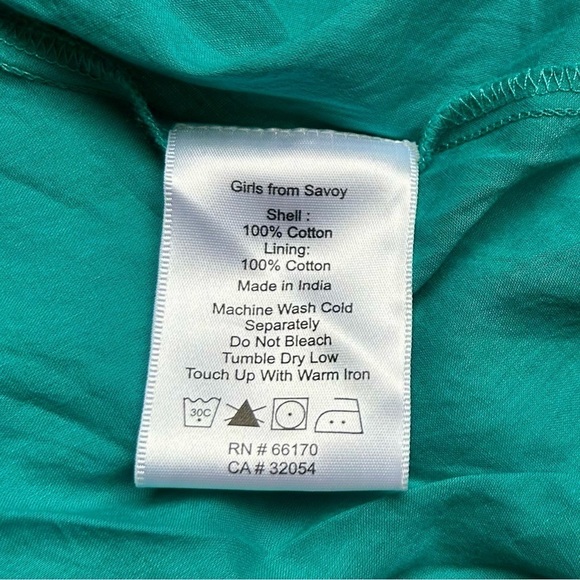 Girls from Savoy
Shell :
100% Cotton
Lining:
100% Cotton
Made in India
Machine Wash Cold
Separately
Do Not Bleach
Tumble Dry Low
Touch Up With Warm Iron
30C
RN # 66170
CA # 32054